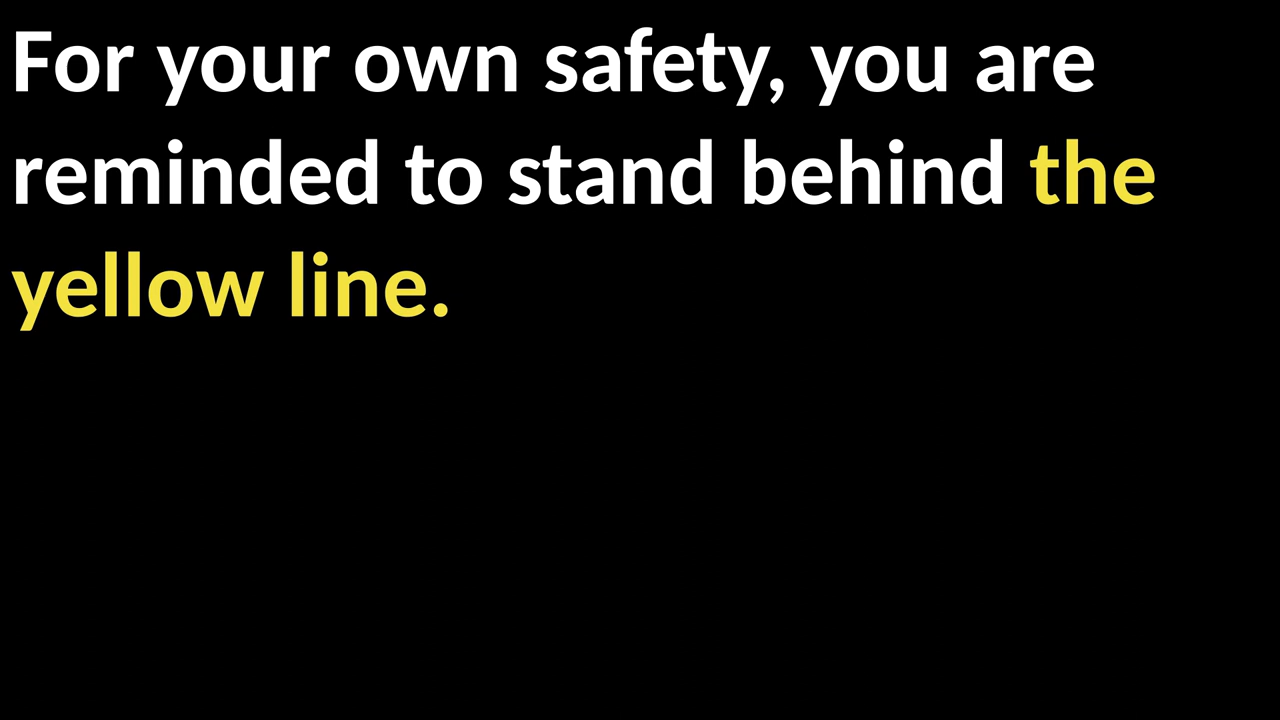 For your own safety, you are
reminded to stand behind the
yellow line.